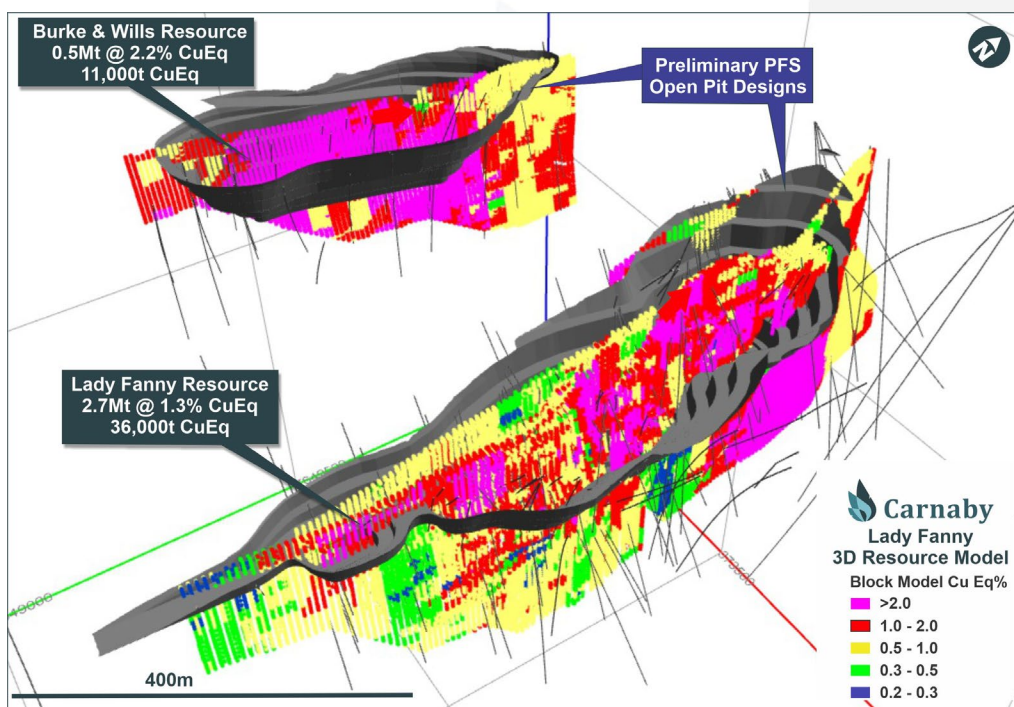 Burke & Wills Resource
0.5Mt @ 2.2% CuEq
11,000t CuEq
Preliminary PFS
Open Pit Designs
N
Lady Fanny Resource
2.7Mt @ 1.3% CuEq
36,000t CuEq
400m
Carnaby
Lady Fanny
3D Resource Model
Block Model Cu Eq%
>2.0
1.0 - 2.0
0.5 - 1.0
0.3 - 0.5
0.2 - 0.3